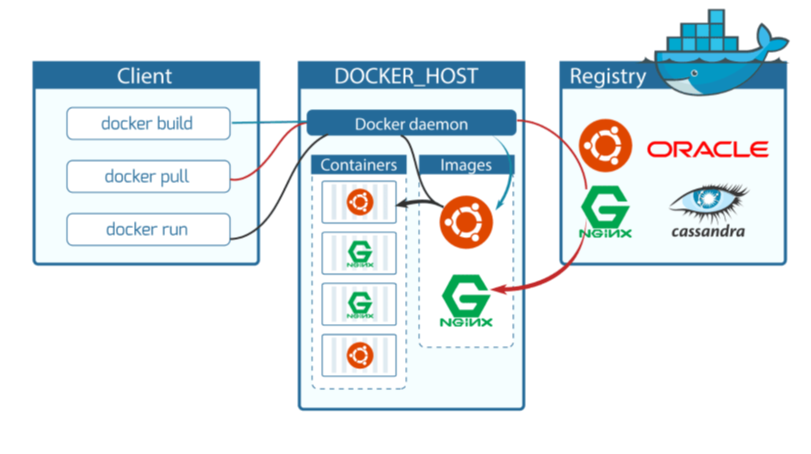 Client
docker build
docker pull
docker run
DOCKER_HOST
Docker daemon
Containers
NGiNX
NGiNX
Images
NGiNX
Registry
ORACLE
NGiNX
cassandra